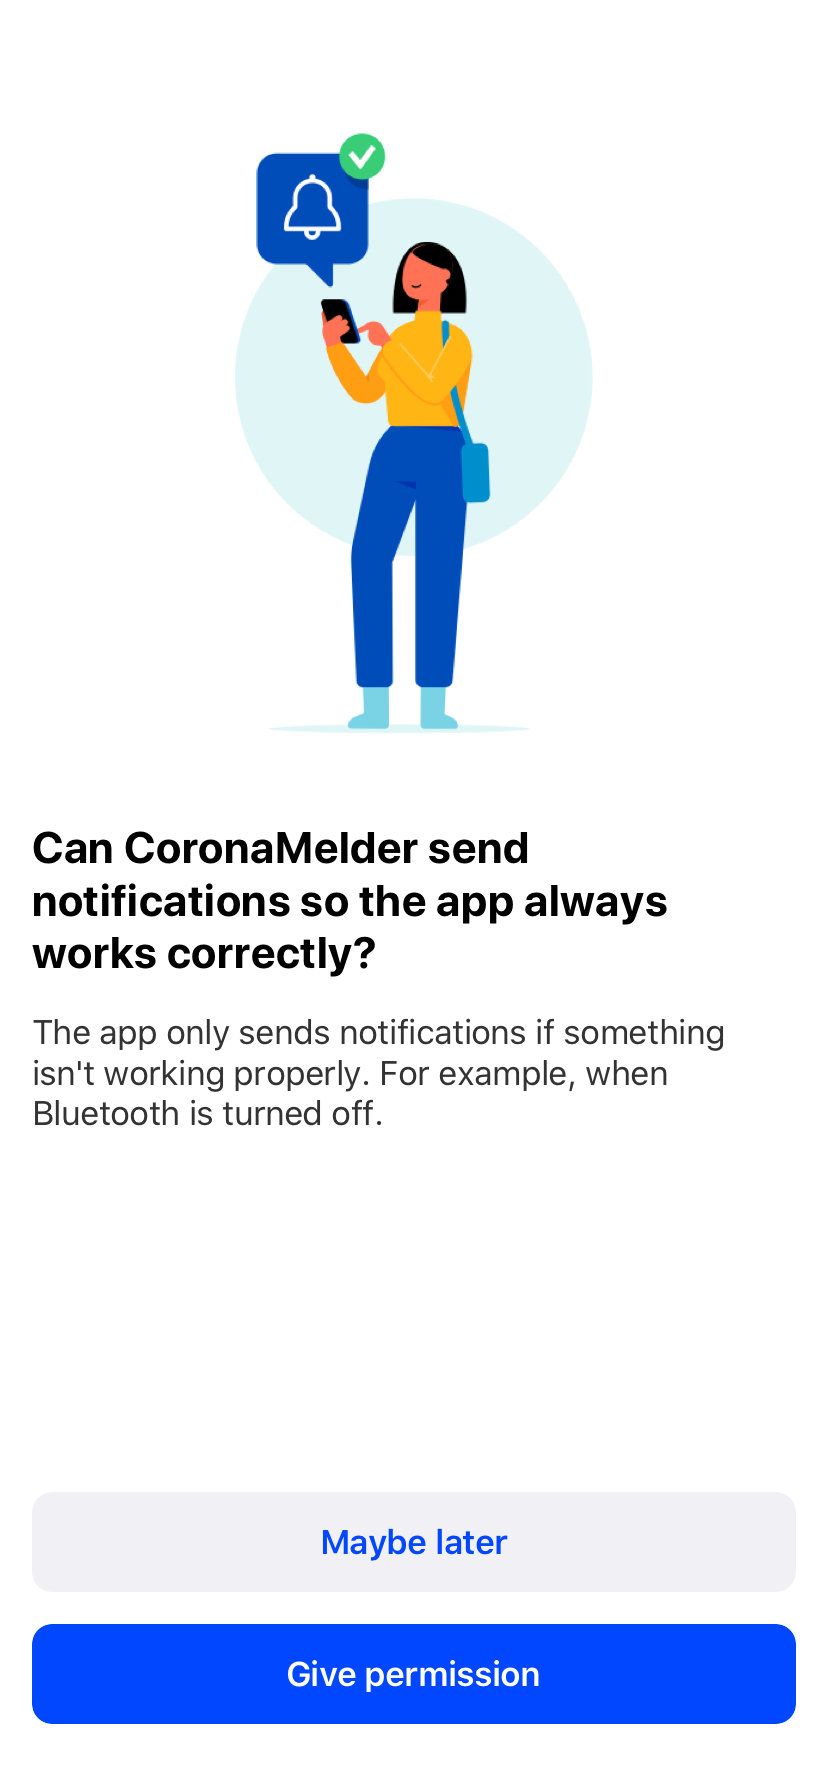 Can CoronaMelder send
notifications so the app always
works correctly?
The app only sends notifications if something
isn't working properly. For example, when
Bluetooth is turned off.
Maybe later
Give permission